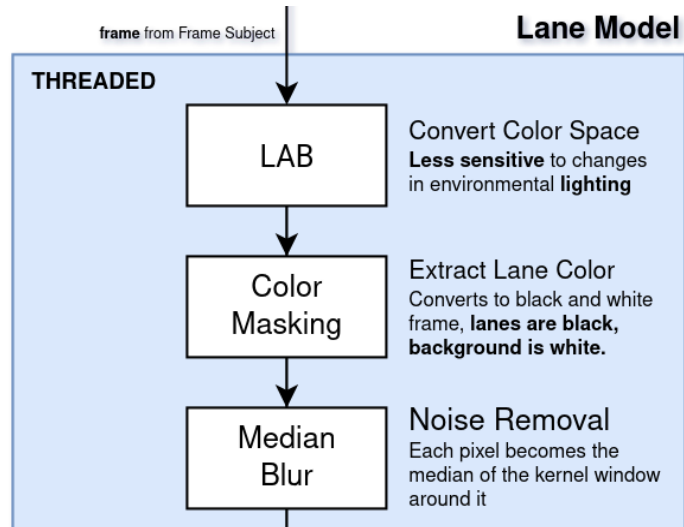 frame from Frame Subject
Lane Model
THREADED
LAB
Convert Color Space
Less sensitive to changes
in environmental lighting
Color
Masking
Extract Lane Color
Converts to black and white
frame, lanes are black,
background is white.
Median
Blur
Noise Removal
Each pixel becomes the
median of the kernel window
around it